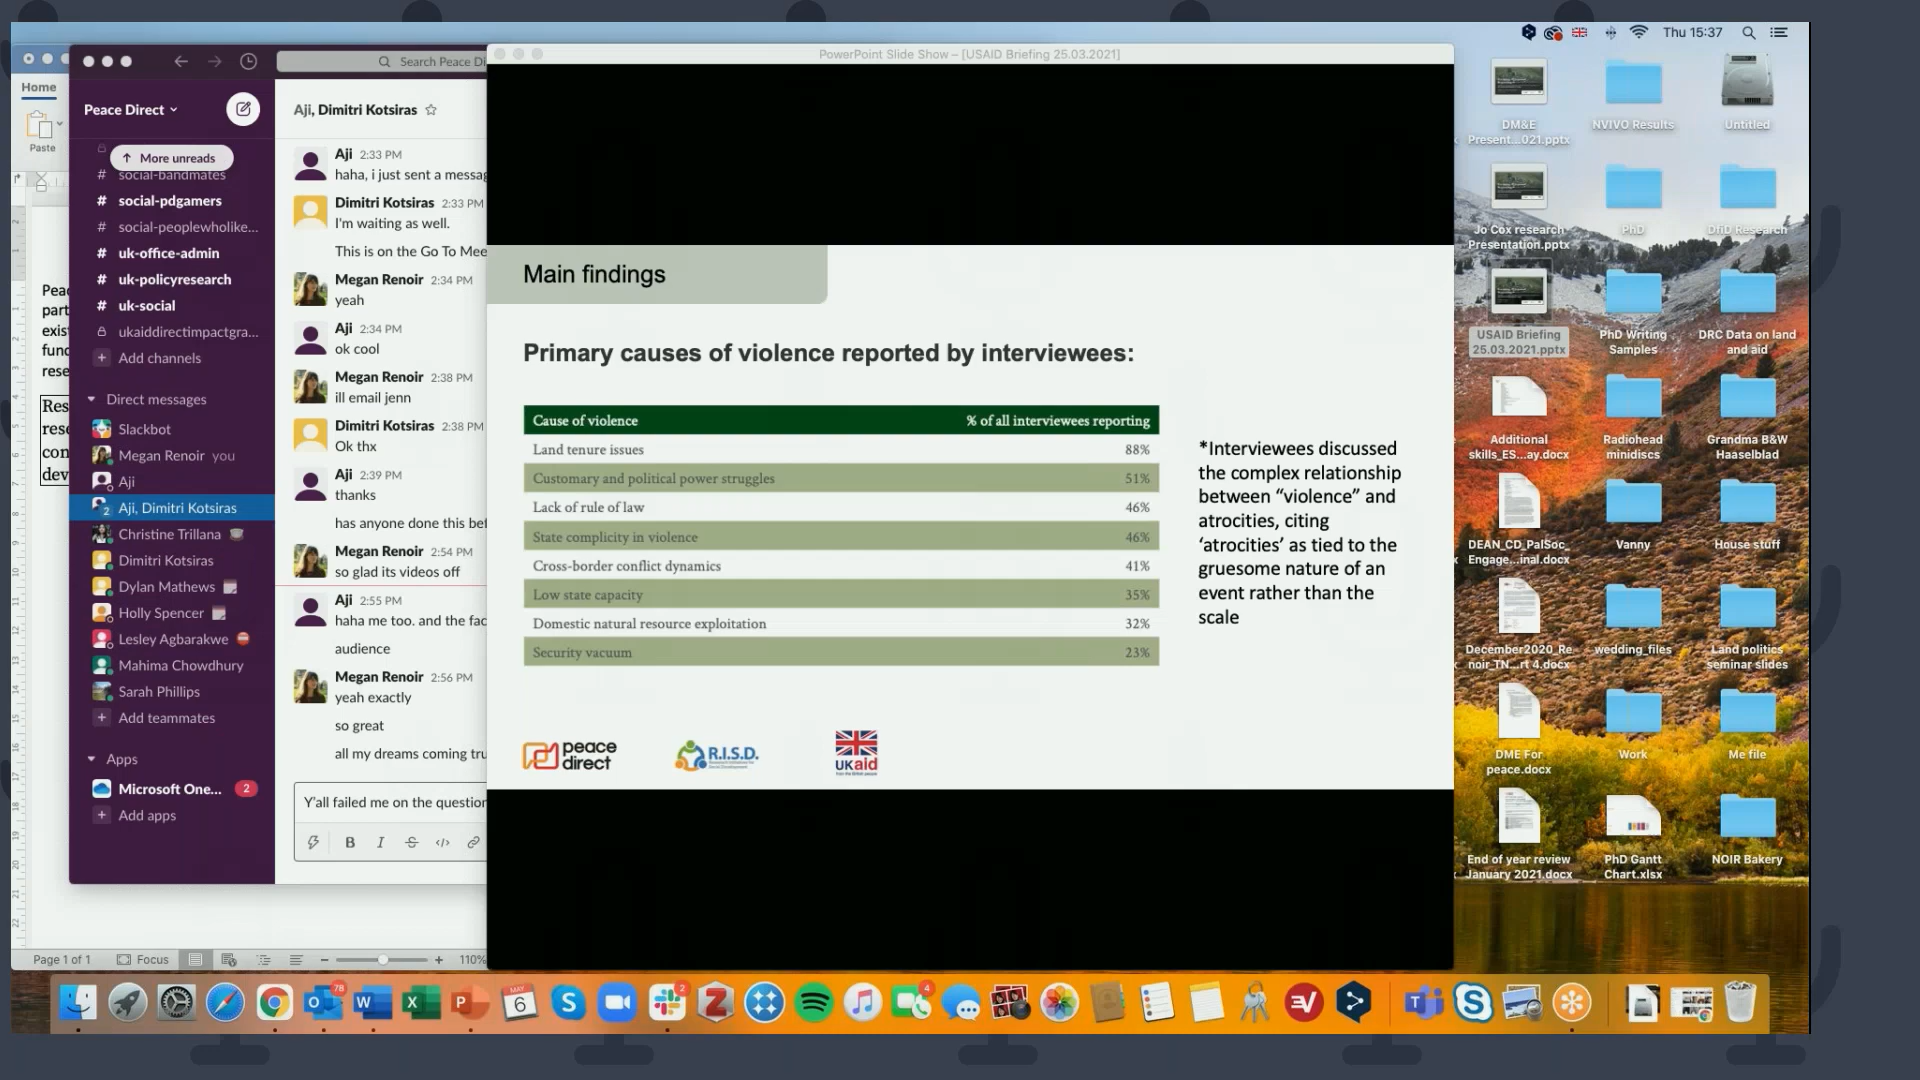 Thu 15:37
Home
Paste
Page 1 of 1
Focus
110%
Search Peace Di
Peace Direct
More unreads
# social-bandmates
# social-pdgamers
# social-peoplewholike...
# uk-office-admin
# uk-policyresearch
# uk-social
ukaiddirectimpactgra...
+ Add channels
Direct messages
Slackbot
Megan Renoir you
Aji
2 Aji, Dimitri Kotsiras
Christine Trillana
Dimitri Kotsiras
Dylan Mathews
Holly Spencer
Lesley Agbarakwe
Mahima Chowdhury
Sarah Phillips
+ Add teammates
Apps
Microsoft One... 2
+ Add apps
Aji, Dimitri Kotsiras
Aji 2:33 PM
haha, i just sent a messag
Dimitri Kotsiras 2:33 PM
I'm waiting as well.
This is on the Go To Mee
Megan Renoir 2:34 PM
yeah
Aji 2:34 PM
ok cool
Megan Renoir 2:38 PM
ill email jenn
Dimitri Kotsiras 2:38 PM
Ok thx
Aji 2:39 PM
thanks
has anyone done this bef
Megan Renoir 2:54 PM
so glad its videos off
Aji 2:55 PM
haha me too. and the fac
audience
Megan Renoir 2:56 PM
yeah exactly
so great
all my dreams coming tru
Y'all failed me on the question
PowerPoint Slide Show – [USAID Briefing 25.03.2021]
Main findings
Primary causes of violence reported by interviewees:
Cause of violence % of all interviewees reporting
Land tenure issues 88%
Customary and political power struggles 51%
Lack of rule of law 46%
State complicity in violence 46%
Cross-border conflict dynamics 41%
Low state capacity 35%
Domestic natural resource exploitation 32%
Security vacuum 23%
*Interviewees discussed
the complex relationship
between “violence” and
atrocities, citing
‘atrocities’ as tied to the
gruesome nature of an
event rather than the
scale
peace
direct
R.I.S.D.
UKaid
from the British people
DM&E
Present...021.pptx
NVIVO Results
Untitled
Jo Cox research
Presentation.pptx
PhD
DfID Research
USAID Briefing
25.03.2021.pptx
PhD Writing
Samples
DRC Data on land
and aid
Additional
skills_ES...ay.docx
Radiohead
minidiscs
Grandma B&W
Haasselblad
DEAN_CD_PalSoc_
Engage...inal.docx
Vanny
House stuff
December2020_Re
noir_TN...rt 4.docx
wedding_files
Land politics
seminar slides
DME For
peace.docx
Work
Me file
End of year review
January 2021.docx
PhD Gantt
Chart.xlsx
NOIR Bakery
78
MAY
6
2
4